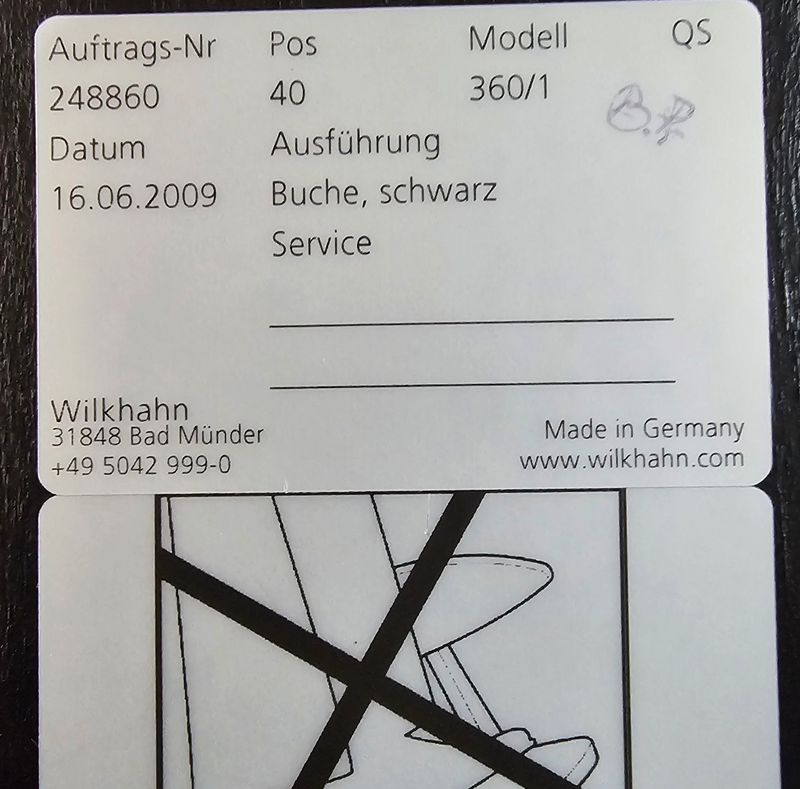 Auftrags-Nr Pos Modell QS
248860 40 360/1
Datum Ausführung
16.06.2009 Buche, schwarz
Service
Wilkhahn
31848 Bad Münder Made in Germany
+49 5042 999-0 www.wilkhahn.com